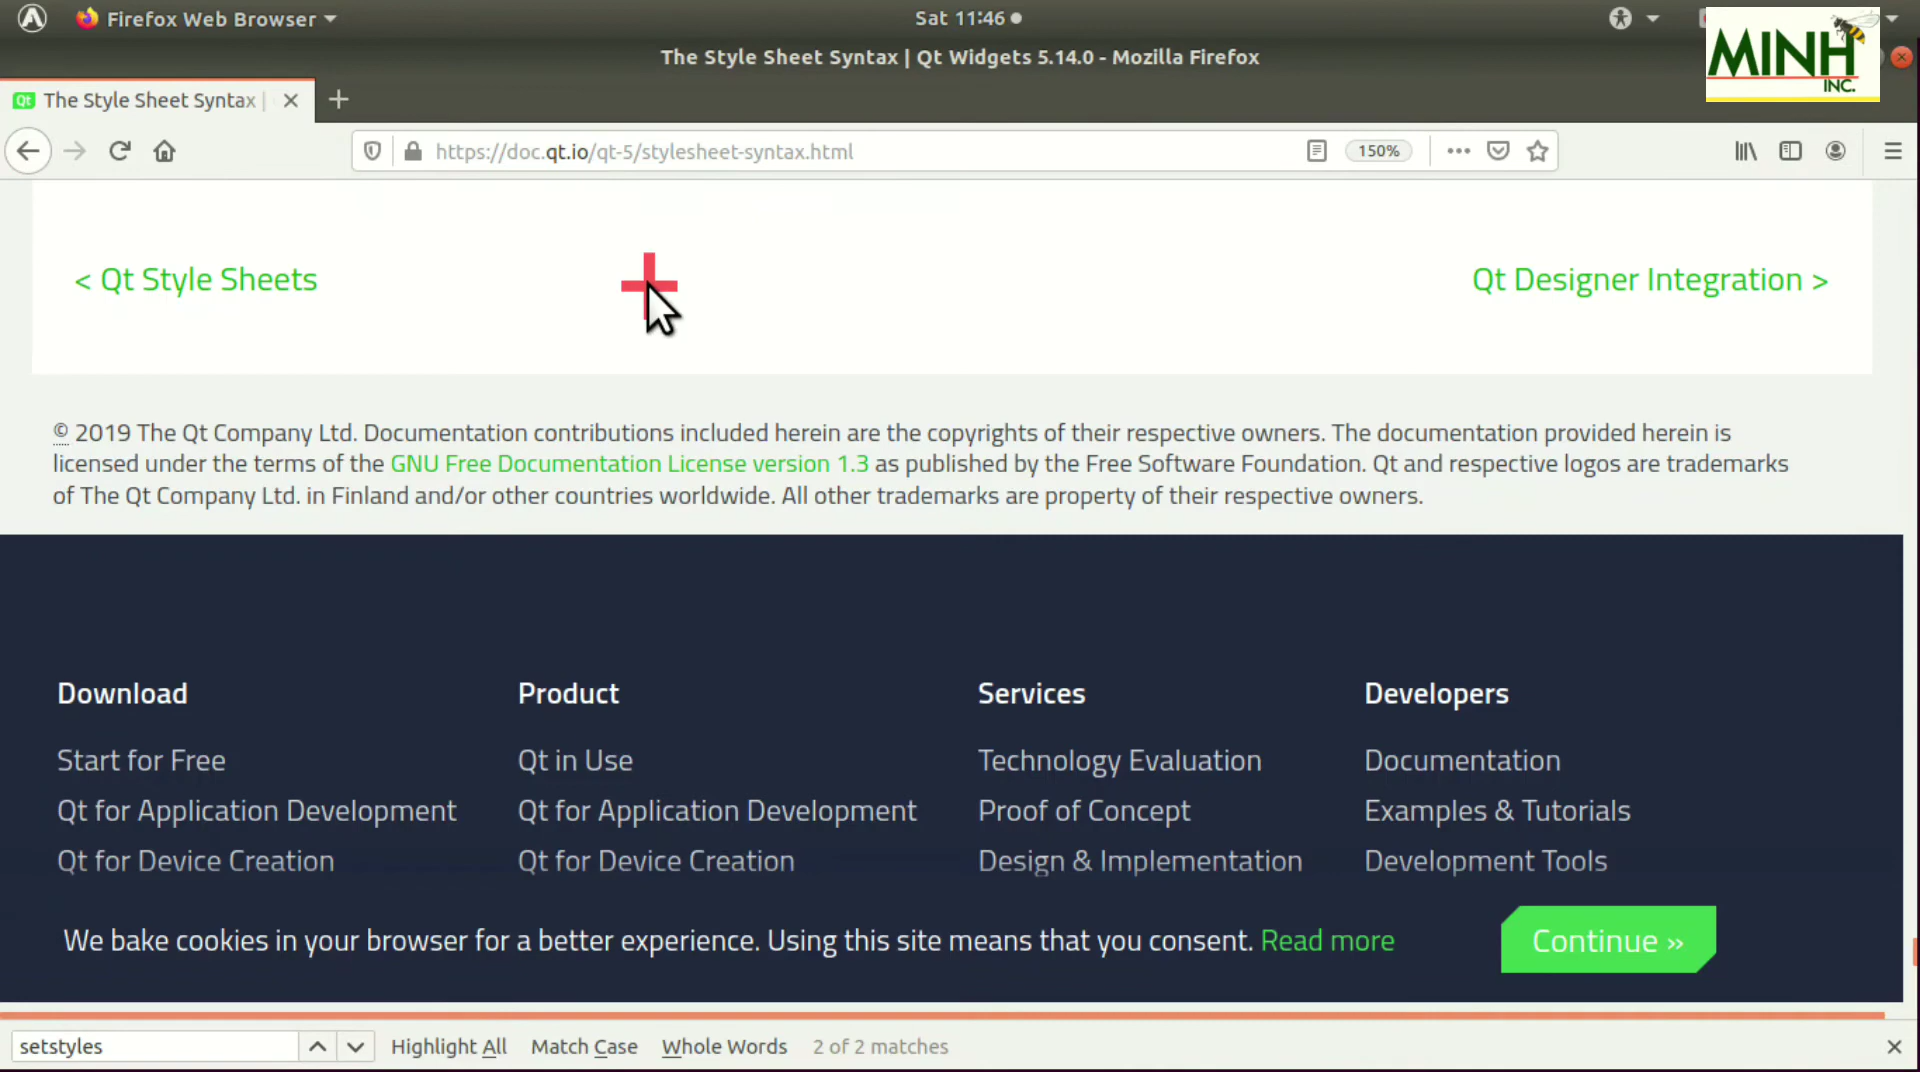 Firefox Web Browser
Sat 11:46
The Style Sheet Syntax | Qt Widgets 5.14.0 - Mozilla Firefox
MINH
INC.
Qt The Style Sheet Syntax |
https://doc.qt.io/qt-5/stylesheet-syntax.html
150%
< Qt Style Sheets
Qt Designer Integration >
© 2019 The Qt Company Ltd. Documentation contributions included herein are the copyrights of their respective owners. The documentation provided herein is
licensed under the terms of the GNU Free Documentation License version 1.3 as published by the Free Software Foundation. Qt and respective logos are trademarks
of The Qt Company Ltd. in Finland and/or other countries worldwide. All other trademarks are property of their respective owners.
Download Product Services Developers
Start for Free Qt in Use Technology Evaluation Documentation
Qt for Application Development Qt for Application Development Proof of Concept Examples & Tutorials
Qt for Device Creation Qt for Device Creation Design & Implementation Development Tools
We bake cookies in your browser for a better experience. Using this site means that you consent. Read more
Continue »
setstyles Highlight All Match Case Whole Words 2 of 2 matches